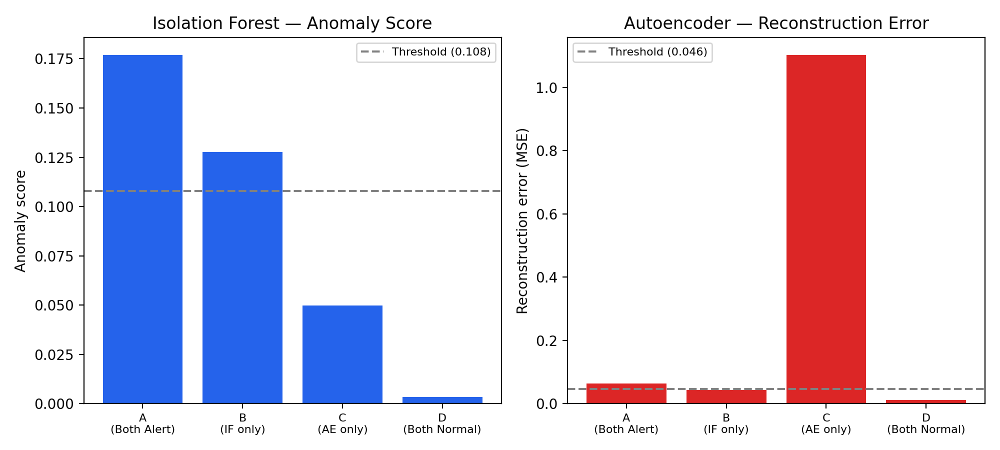 Isolation Forest — Anomaly Score
Threshold (0.108)
Anomaly score
0.175
0.150
0.125
0.100
0.075
0.050
0.025
0.000
A
(Both Alert)
B
(IF only)
C
(AE only)
D
(Both Normal)
Autoencoder — Reconstruction Error
Threshold (0.046)
Reconstruction error (MSE)
1.0
0.8
0.6
0.4
0.2
0.0
A
(Both Alert)
B
(IF only)
C
(AE only)
D
(Both Normal)